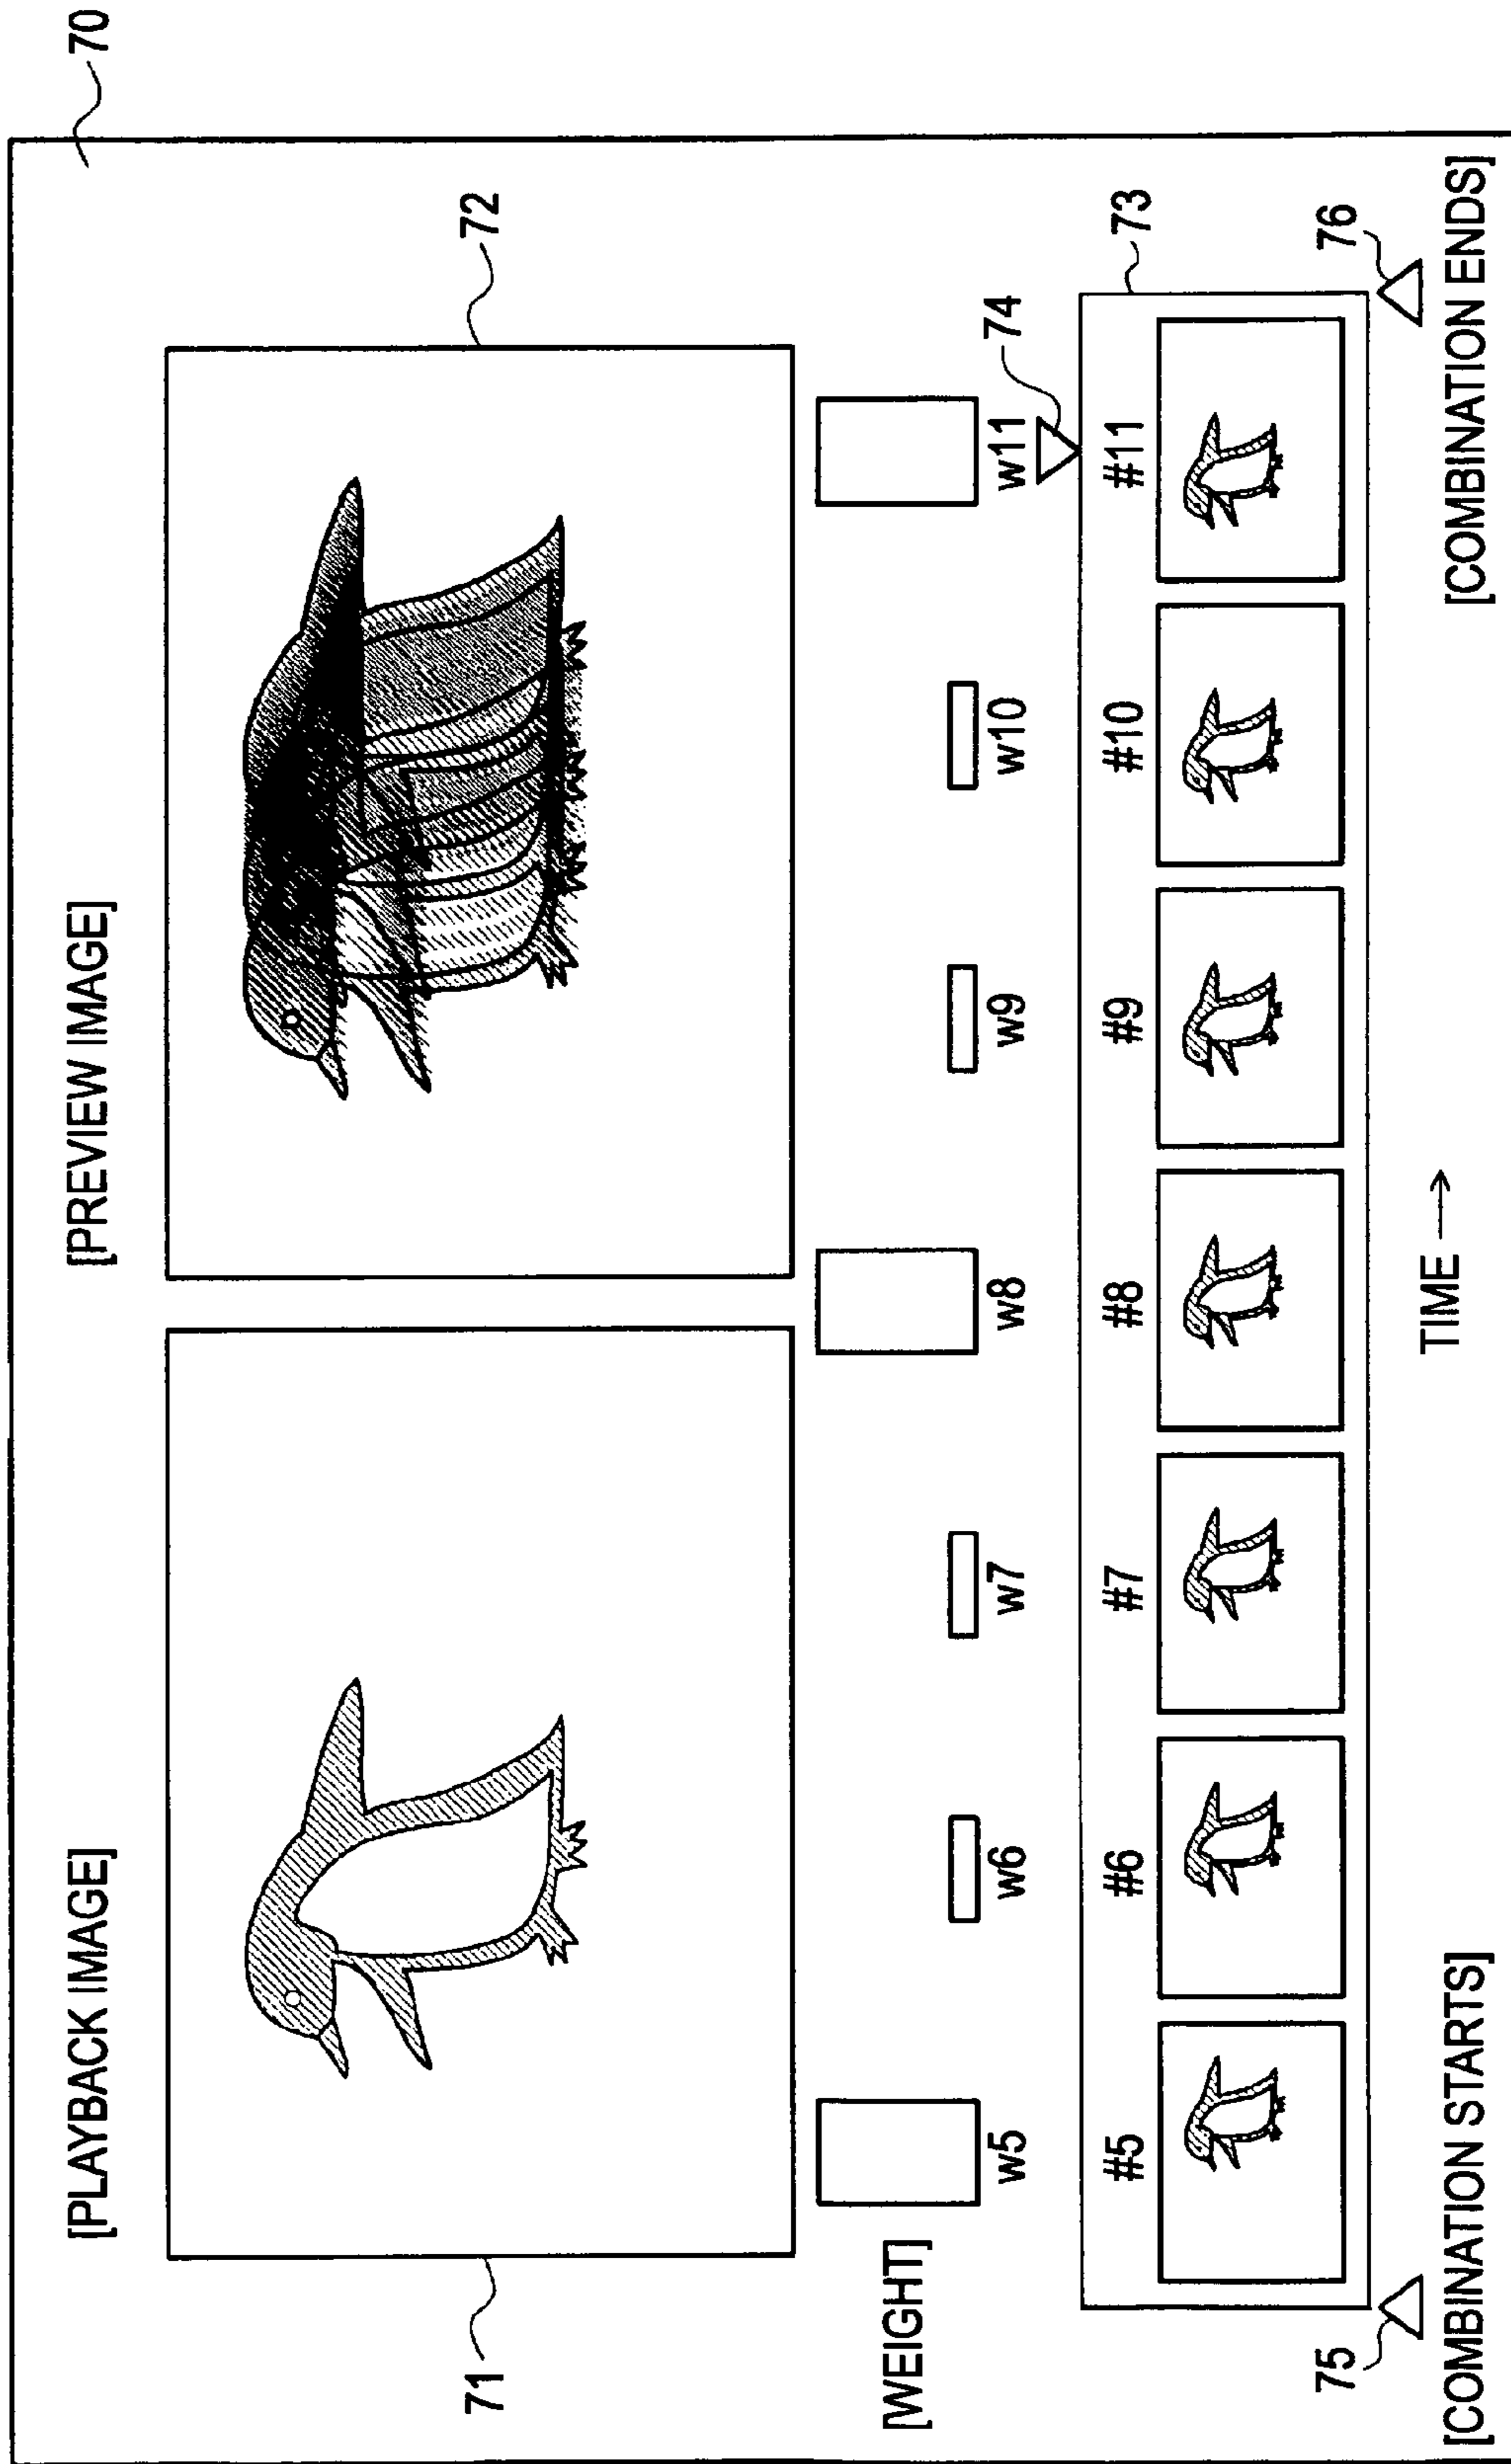 70
[PLAYBACK IMAGE] [PREVIEW IMAGE]
71 72
[WEIGHT]
w5 w6 w7 w8 w9 w10 w11
74
73
#5 #6 #7 #8 #9 #10 #11
75 76
TIME →
[COMBINATION STARTS] [COMBINATION ENDS]